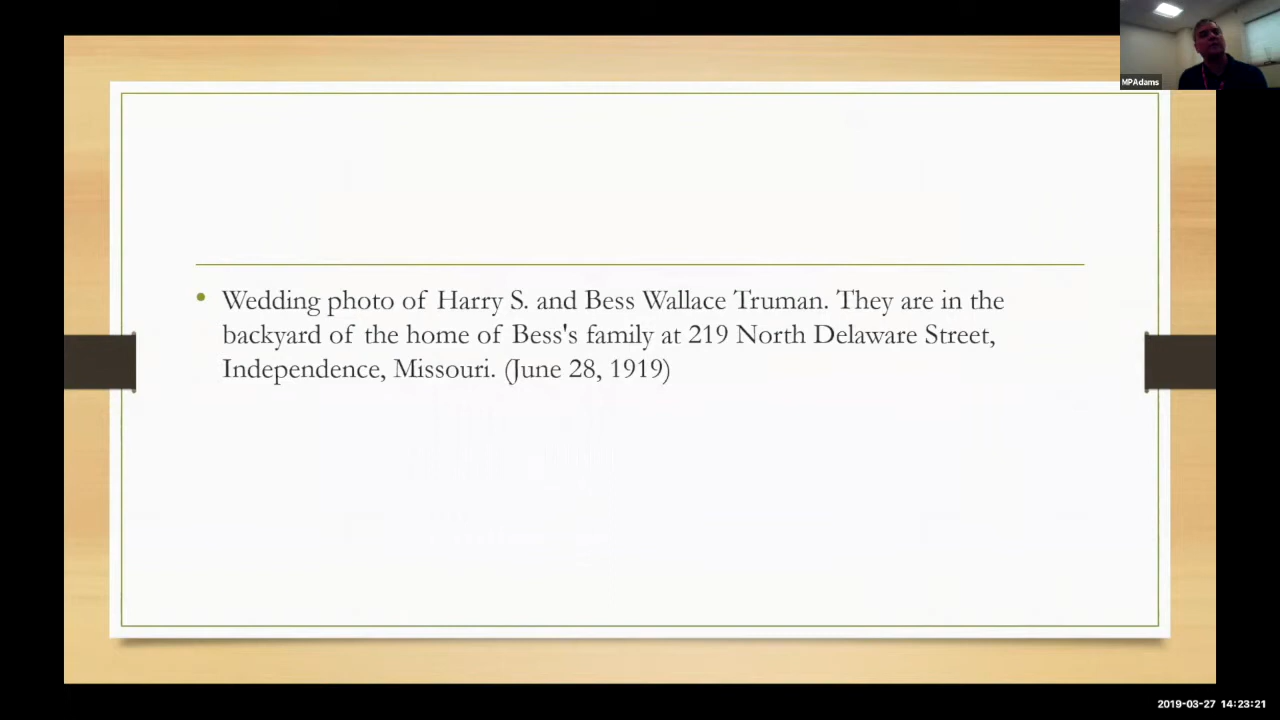 MPAdams
• Wedding photo of Harry S. and Bess Wallace Truman. They are in the
backyard of the home of Bess's family at 219 North Delaware Street,
Independence, Missouri. (June 28, 1919)
2019-03-27 14:23:21